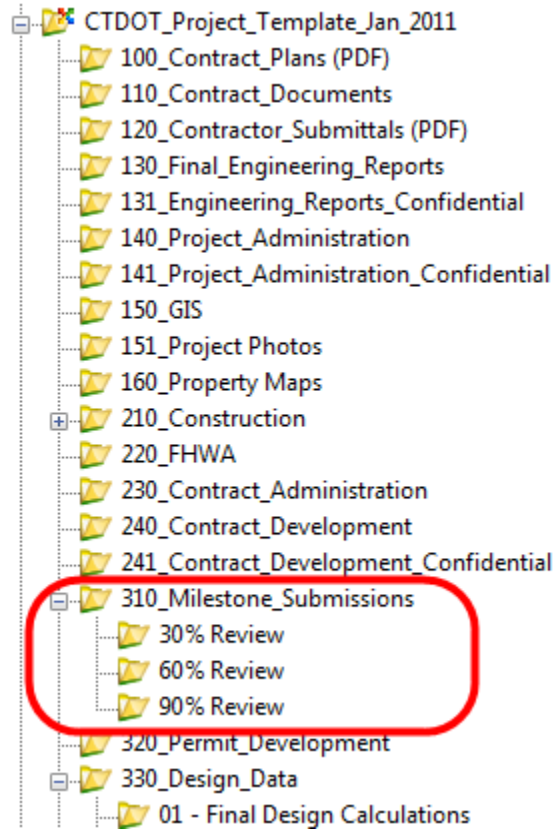 CTDOT_Project_Template_Jan_2011
100_Contract_Plans (PDF)
110_Contract_Documents
120_Contractor_Submittals (PDF)
130_Final_Engineering_Reports
131_Engineering_Reports_Confidential
140_Project_Administration
141_Project_Administration_Confidential
150_GIS
151_Project Photos
160_Property Maps
210_Construction
220_FHWA
230_Contract_Administration
240_Contract_Development
241_Contract_Development_Confidential
310_Milestone_Submissions
30% Review
60% Review
90% Review
320_Permit_Development
330_Design_Data
01 - Final Design Calculations